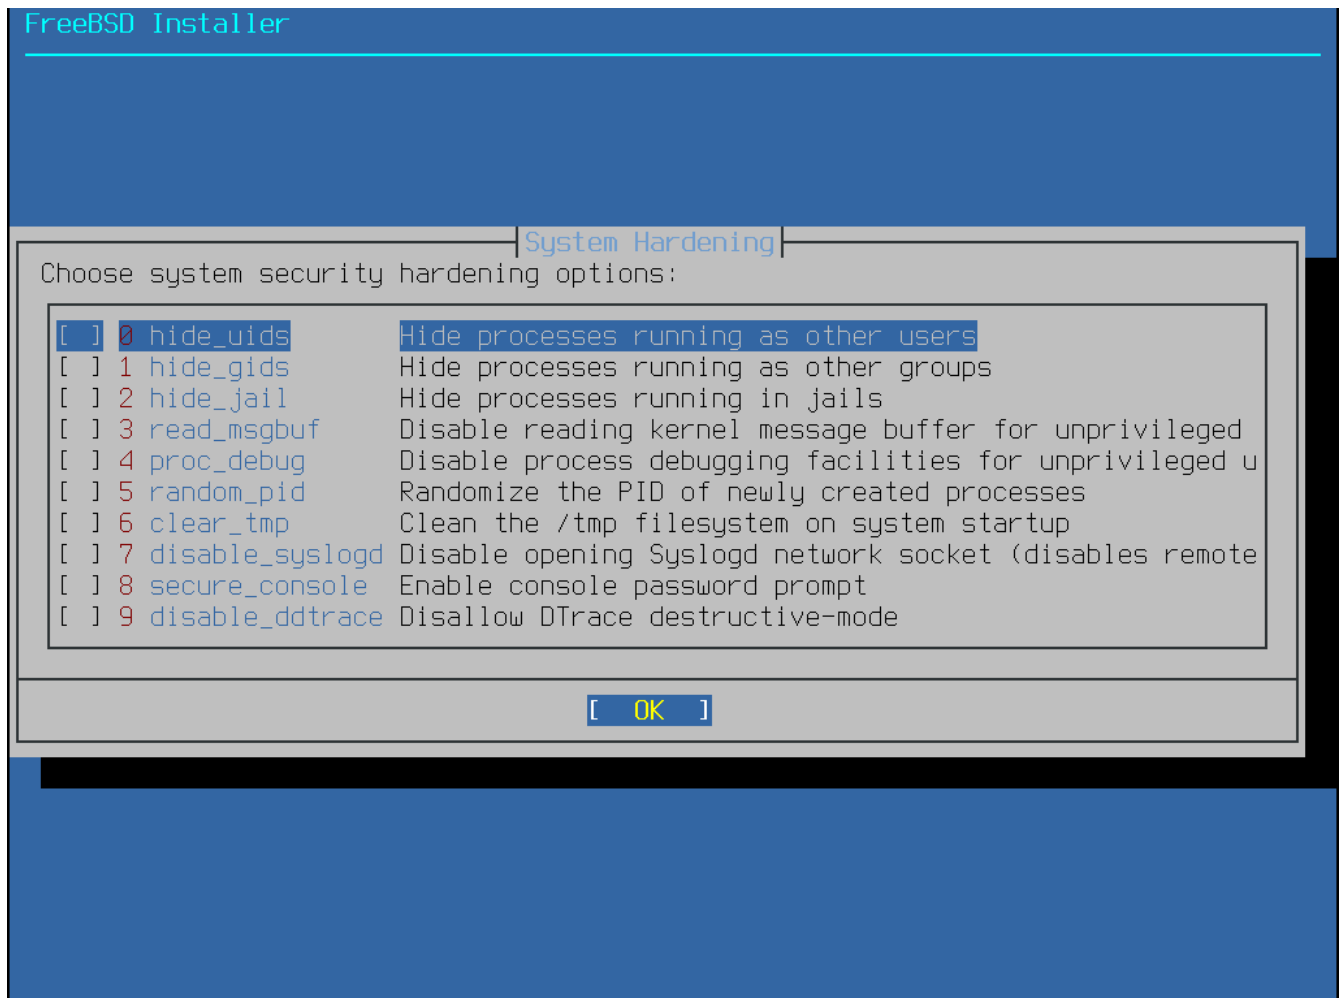 FreeBSD Installer
System Hardening
Choose system security hardening options:
[ ] 0 hide_uids Hide processes running as other users
[ ] 1 hide_gids Hide processes running as other groups
[ ] 2 hide_jail Hide processes running in jails
[ ] 3 read_msgbuf Disable reading kernel message buffer for unprivileged
[ ] 4 proc_debug Disable process debugging facilities for unprivileged u
[ ] 5 random_pid Randomize the PID of newly created processes
[ ] 6 clear_tmp Clean the /tmp filesystem on system startup
[ ] 7 disable_syslogd Disable opening Syslogd network socket (disables remote
[ ] 8 secure_console Enable console password prompt
[ ] 9 disable_ddtrace Disallow DTrace destructive-mode
[ OK ]